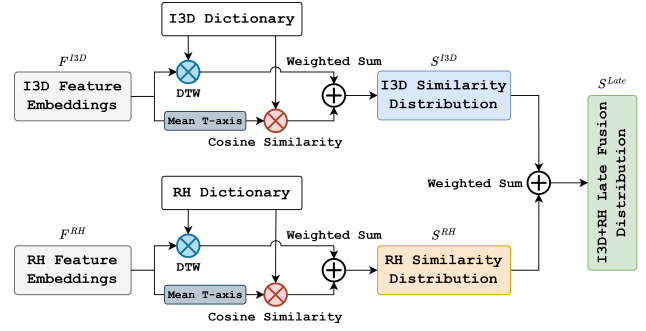 I3D Dictionary
F^{I3D}
I3D Feature
Embeddings
DTW
Mean T-axis
Cosine Similarity
Weighted Sum
S^{I3D}
I3D Similarity
Distribution
S^{Late}
I3D+RH Late Fusion
Distribution
Weighted Sum
RH Dictionary
F^{RH}
RH Feature
Embeddings
DTW
Mean T-axis
Cosine Similarity
Weighted Sum
S^{RH}
RH Similarity
Distribution